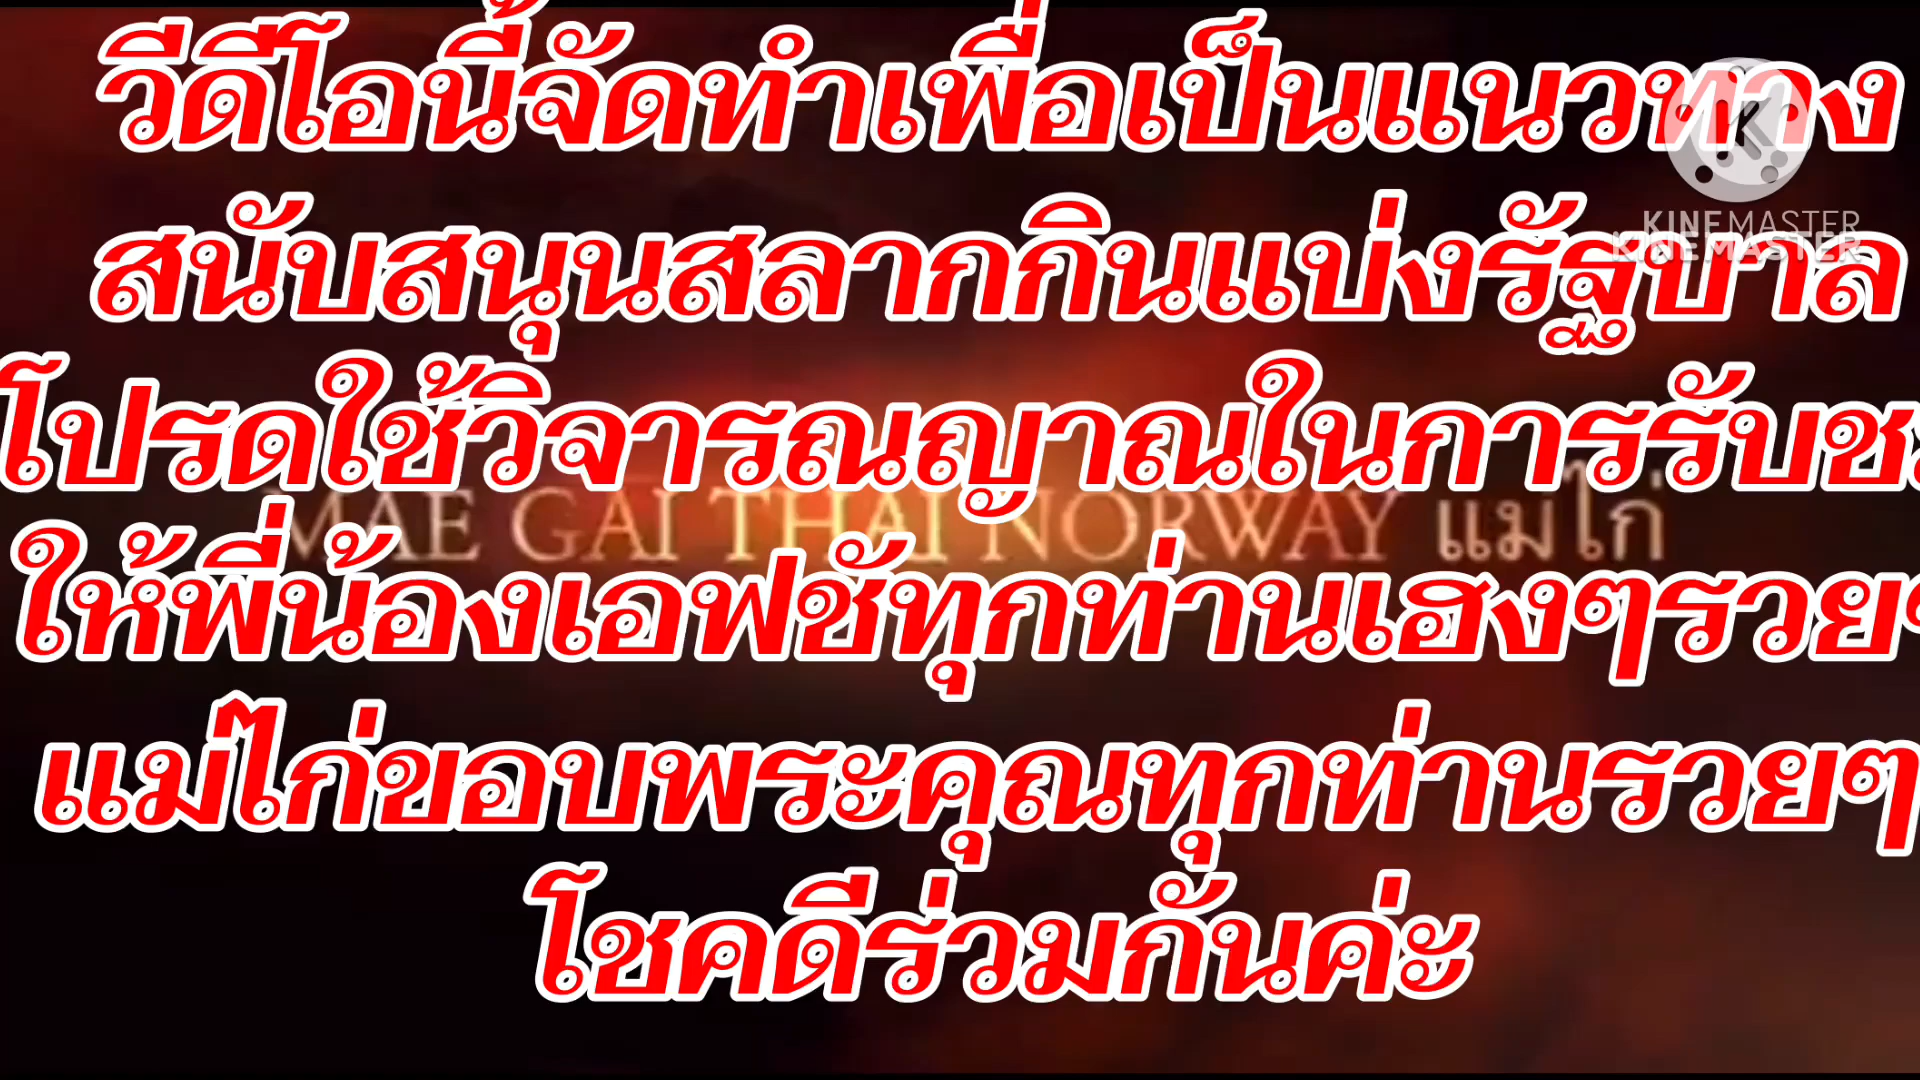 วีดีโอนี้จัดทำเพื่อเป็นแนวทาง
สนับสนุนสลากกินแบ่งรัฐบาล
โปรดใช้วิจารณญาณในการรับช
MAE GAI THAI NORWAY แม่ไก่
ให้พี่น้องเอฟซีทุกท่านเฮงๆรวยๆ
แม่ไก่ขอบพระคุณทุกท่านรวยๆ
โชคดีร่วมกันค่ะ
KINEMASTER
KINEMASTER